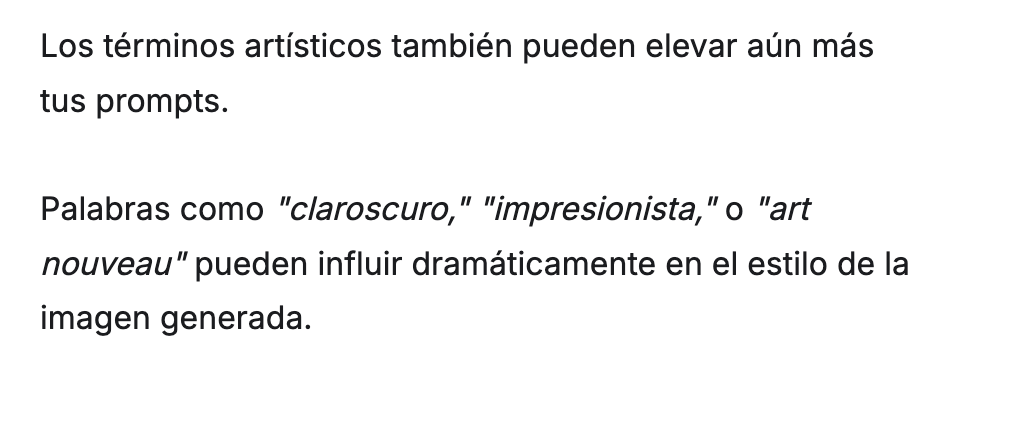 Los términos artísticos también pueden elevar aún más
tus prompts.
Palabras como "claroscuro," "impresionista," o "art
nouveau" pueden influir dramáticamente en el estilo de la
imagen generada.